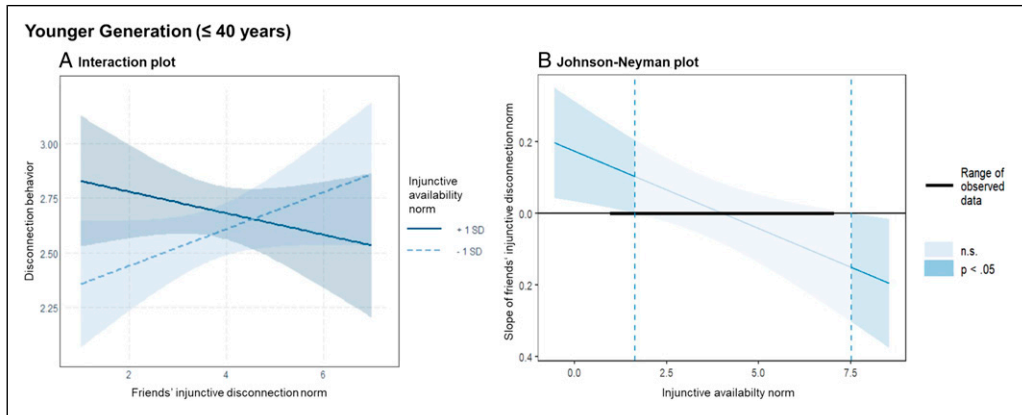 Younger Generation (≤ 40 years)
A Interaction plot
Disconnection behavior
3.00
2.75
2.50
2.25
2
4
6
Friends' injunctive disconnection norm
Injunctive
availability
norm
+ 1 SD
- 1 SD
B Johnson-Neyman plot
Slope of friends' injunctive disconnection norm
0.2
0.0
0.2
0.4
0.0
2.5
5.0
7.5
Injunctive availabilty norm
Range of
observed
data
n.s.
p < .05